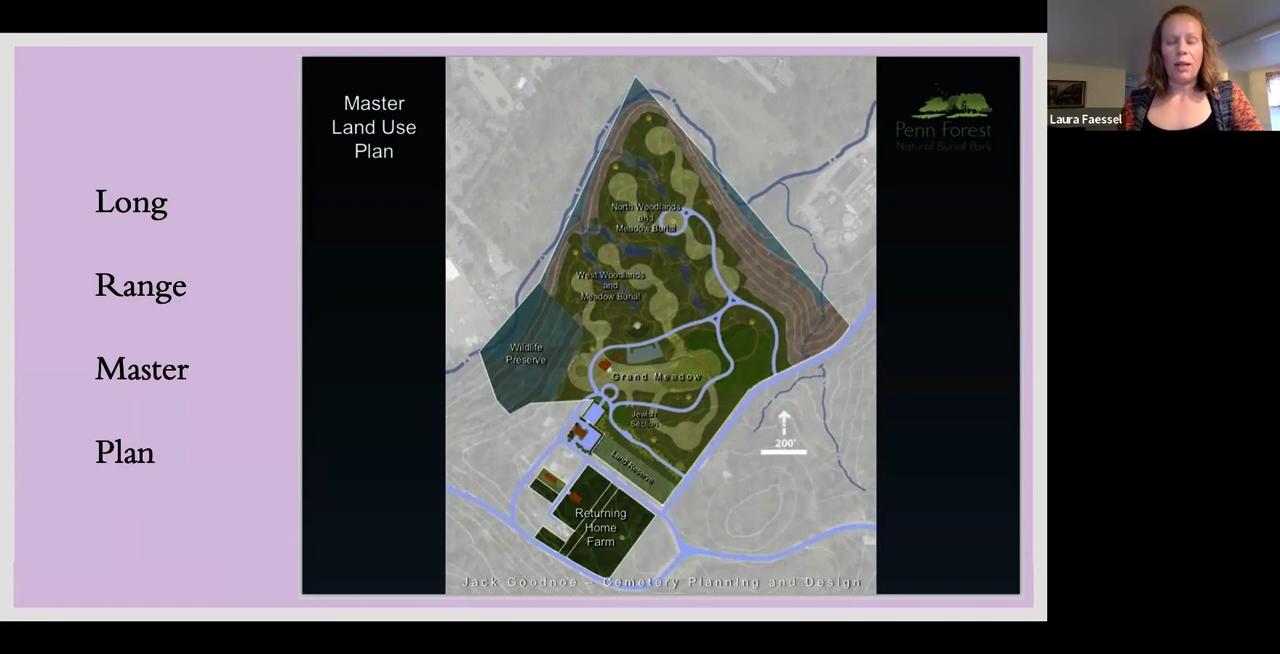 Long
Range
Master
Plan
Master
Land Use
Plan
Penn Forest
Natural Burial Park
North Woodlands
and
Meadow Burial
West Woodlands
and
Meadow Burial
Wildlife
Preserve
Grand Meadow
Jewish
Section
Land Reserve
200'
Returning
Home
Farm
Jack Goodnoe – Cemetery Planning and Design
Laura Faessel